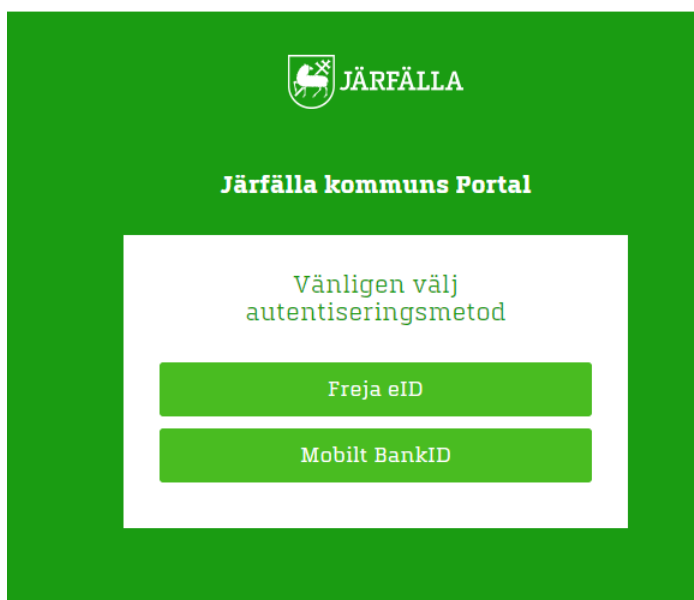 JÄRFÄLLA
Järfälla kommuns Portal
Vänligen välj
autentiseringsmetod
Freja eID
Mobilt BankID